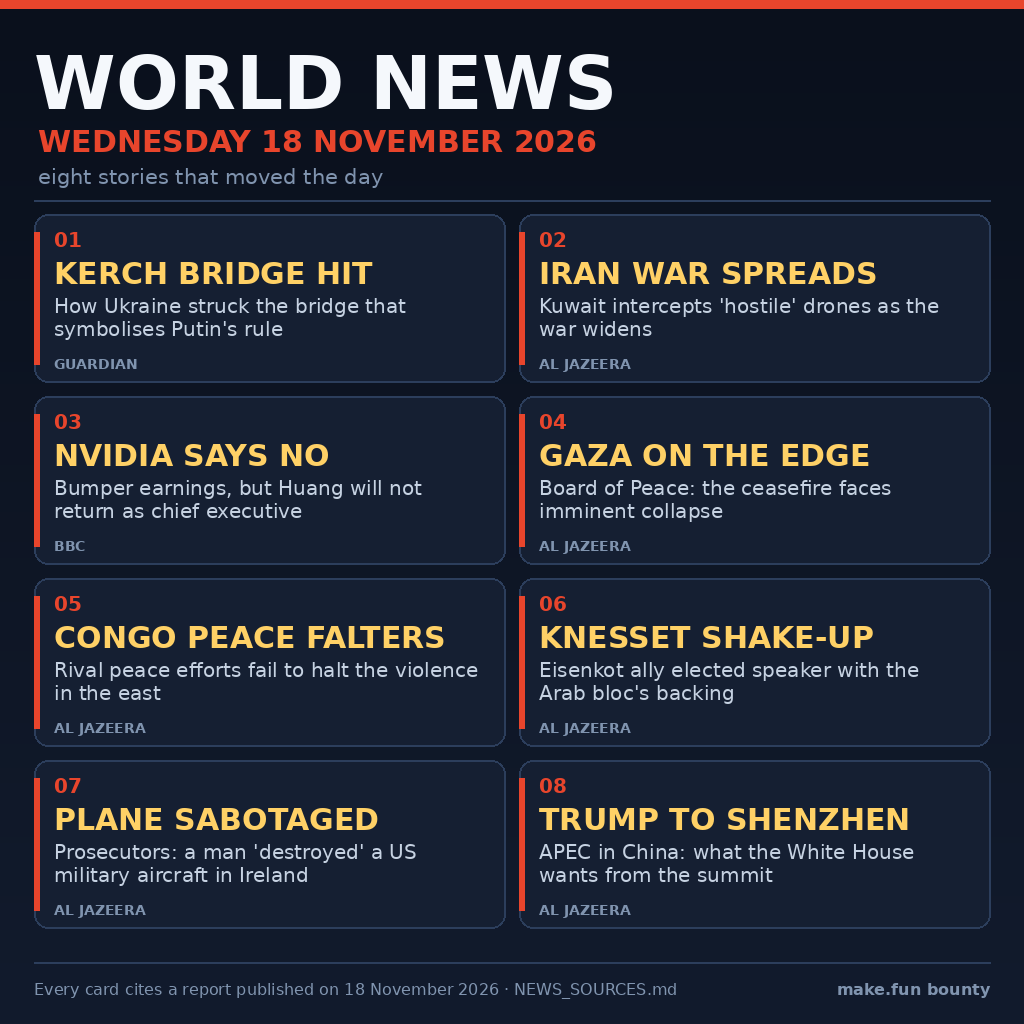 WORLD NEWS
WEDNESDAY 18 NOVEMBER 2026
eight stories that moved the day
01
KERCH BRIDGE HIT
How Ukraine struck the bridge that
symbolises Putin's rule
GUARDIAN
02
IRAN WAR SPREADS
Kuwait intercepts 'hostile' drones as the
war widens
AL JAZEERA
03
NVIDIA SAYS NO
Bumper earnings, but Huang will not
return as chief executive
BBC
04
GAZA ON THE EDGE
Board of Peace: the ceasefire faces
imminent collapse
AL JAZEERA
05
CONGO PEACE FALTERS
Rival peace efforts fail to halt the violence
in the east
AL JAZEERA
06
KNESSET SHAKE-UP
Eisenkot ally elected speaker with the
Arab bloc's backing
AL JAZEERA
07
PLANE SABOTAGED
Prosecutors: a man 'destroyed' a US
military aircraft in Ireland
AL JAZEERA
08
TRUMP TO SHENZHEN
APEC in China: what the White House
wants from the summit
AL JAZEERA
Every card cites a report published on 18 November 2026 · NEWS_SOURCES.md
make.fun bounty